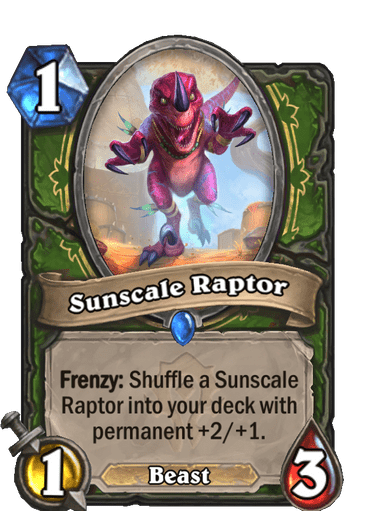 1
Sunscale Raptor
Frenzy: Shuffle a Sunscale
Raptor into your deck with
permanent +2/+1.
1
Beast
3